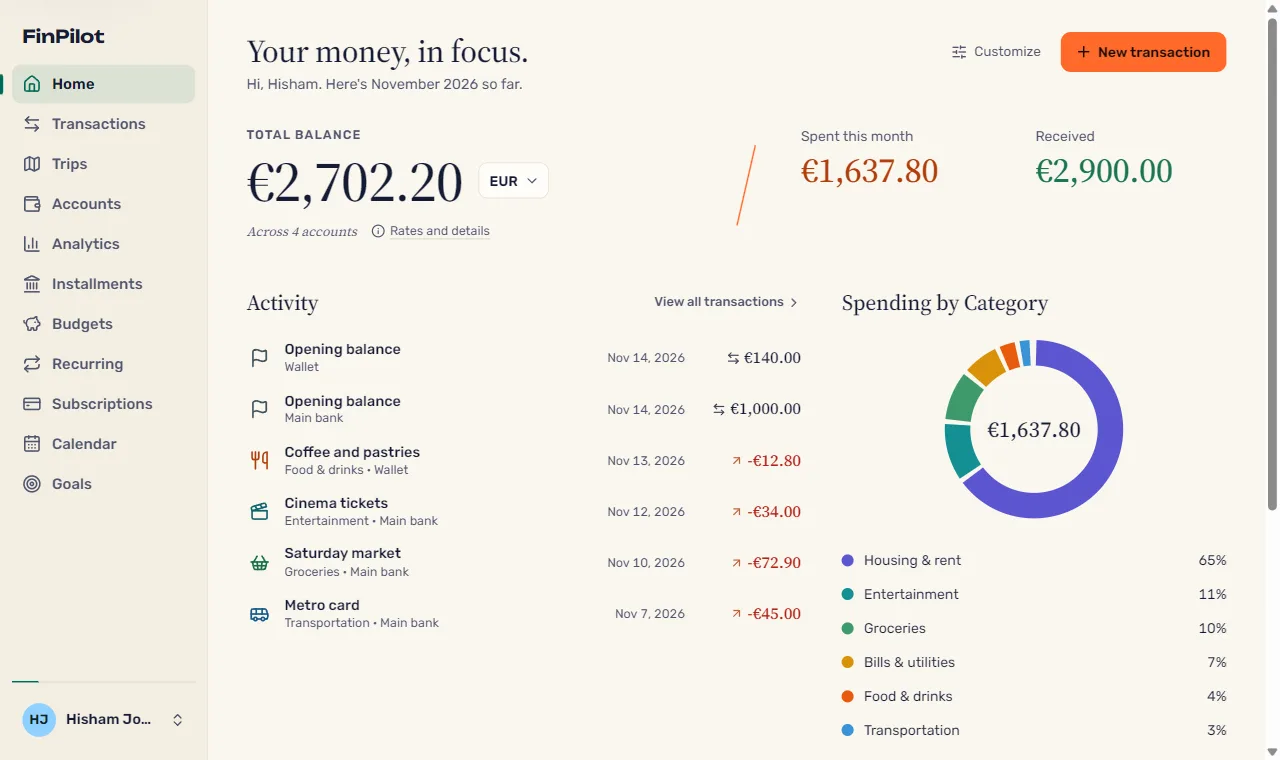 FinPilot
Home
Transactions
Trips
Accounts
Analytics
Installments
Budgets
Recurring
Subscriptions
Calendar
Goals
HJ Hisham Jo...
Your money, in focus.
Hi, Hisham. Here's November 2026 so far.
Customize
New transaction
TOTAL BALANCE
€2,702.20 EUR
Across 4 accounts Rates and details
Spent this month
€1,637.80
Received
€2,900.00
Activity
View all transactions
Opening balance
Wallet
Nov 14, 2026 €140.00
Opening balance
Main bank
Nov 14, 2026 €1,000.00
Coffee and pastries
Food & drinks • Wallet
Nov 13, 2026 -€12.80
Cinema tickets
Entertainment • Main bank
Nov 12, 2026 -€34.00
Saturday market
Groceries • Main bank
Nov 10, 2026 -€72.90
Metro card
Transportation • Main bank
Nov 7, 2026 -€45.00
Spending by Category
€1,637.80
Housing & rent 65%
Entertainment 11%
Groceries 10%
Bills & utilities 7%
Food & drinks 4%
Transportation 3%